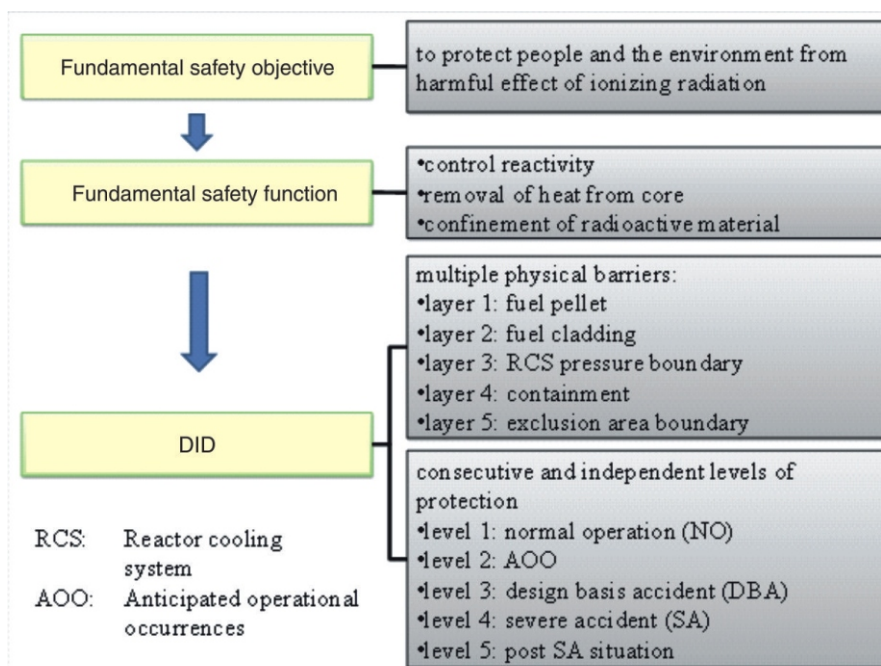 Fundamental safety objective
to protect people and the environment from
harmful effect of ionizing radiation
Fundamental safety function
•control reactivity
•removal of heat from core
•confinement of radioactive material
multiple physical barriers:
•layer 1: fuel pellet
•layer 2: fuel cladding
•layer 3: RCS pressure boundary
•layer 4: containment
•layer 5: exclusion area boundary
DID
consecutive and independent levels of
protection
•level 1: normal operation (NO)
•level 2: AOO
•level 3: design basis accident (DBA)
•level 4: severe accident (SA)
•level 5: post SA situation
RCS: Reactor cooling
system
AOO: Anticipated operational
occurrences